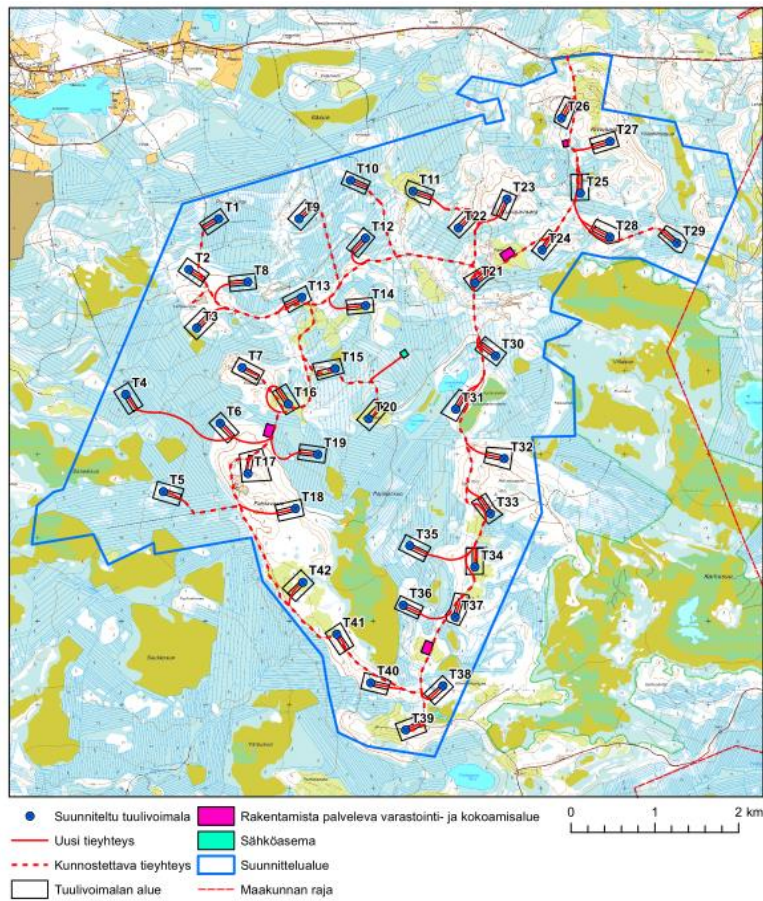 T26
T27
T10
T11
T25
T23
T1
T9
T22
T28
T29
T12
T24
T2
T8
T21
T13
T14
T3
T30
T7
T15
T4
T16
T31
T6
T20
T19
T32
T17
T5
T33
T18
T35
T34
T42
T36
T37
T41
T40
T38
T39
Suunniteltu tuulivoimala
Uusi tieyhteys
Kunnostettava tieyhteys
Tuulivoimalan alue
Rakentamista palveleva varastointi- ja kokoamisalue
Sähköasema
Suunnittelualue
Maakunnan raja
0 1 2 km